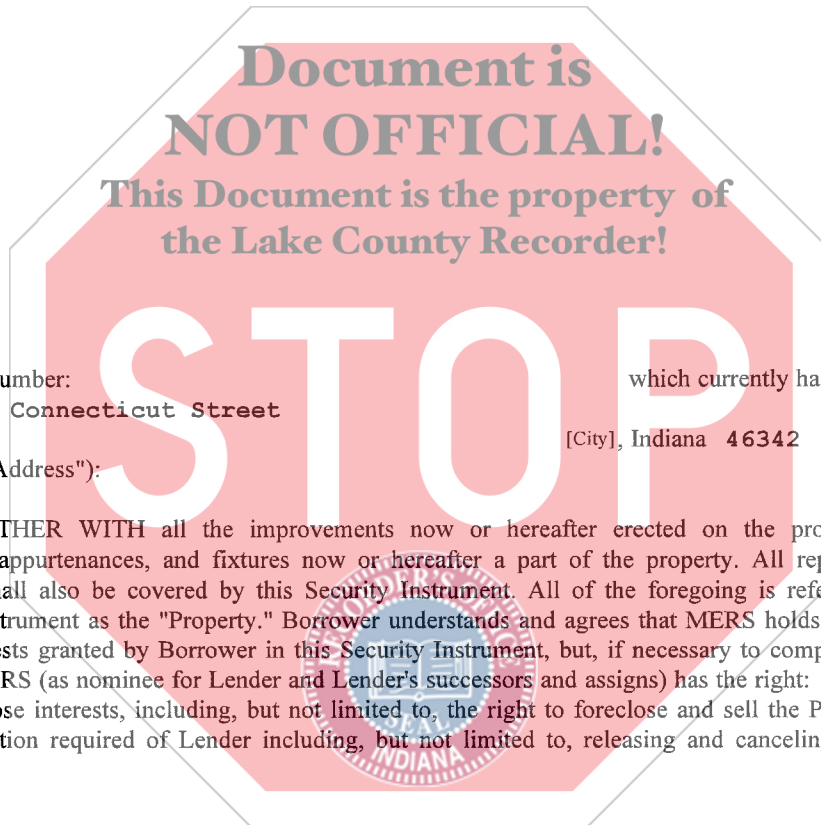 Document is
NOT OFFICIAL!
This Document is the property of
the Lake County Recorder!
STOP
umber: which currently ha
Connecticut Street
[City], Indiana 46342
Address"):
THER WITH all the improvements now or hereafter erected on the pro
appurtenances, and fixtures now or hereafter a part of the property. All rep
all also be covered by this Security Instrument. All of the foregoing is refe
trument as the "Property." Borrower understands and agrees that MERS holds
sts granted by Borrower in this Security Instrument, but, if necessary to comp
RS (as nominee for Lender and Lender's successors and assigns) has the right:
se interests, including, but not limited to, the right to foreclose and sell the P
tion required of Lender including, but not limited to, releasing and cancelin
RECORDER'S OFFICE
SEAL
INDIANA